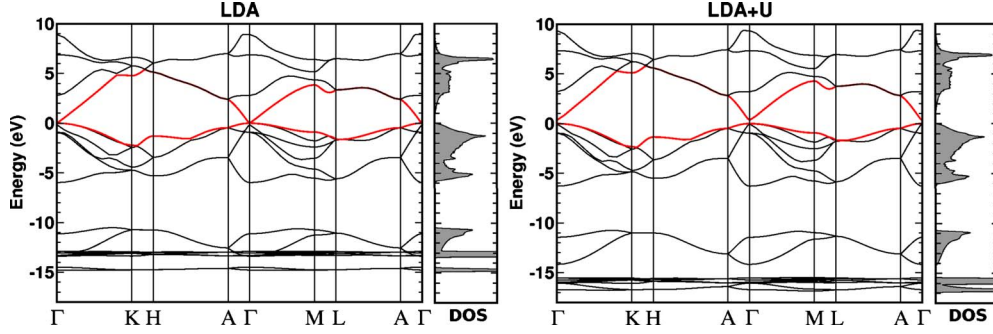 LDA
10
5
0
-5
-10
-15
Energy (eV)
Γ K H A Γ M L A Γ
DOS
LDA+U
10
5
0
-5
-10
-15
Energy (eV)
Γ K H A Γ M L A Γ
DOS